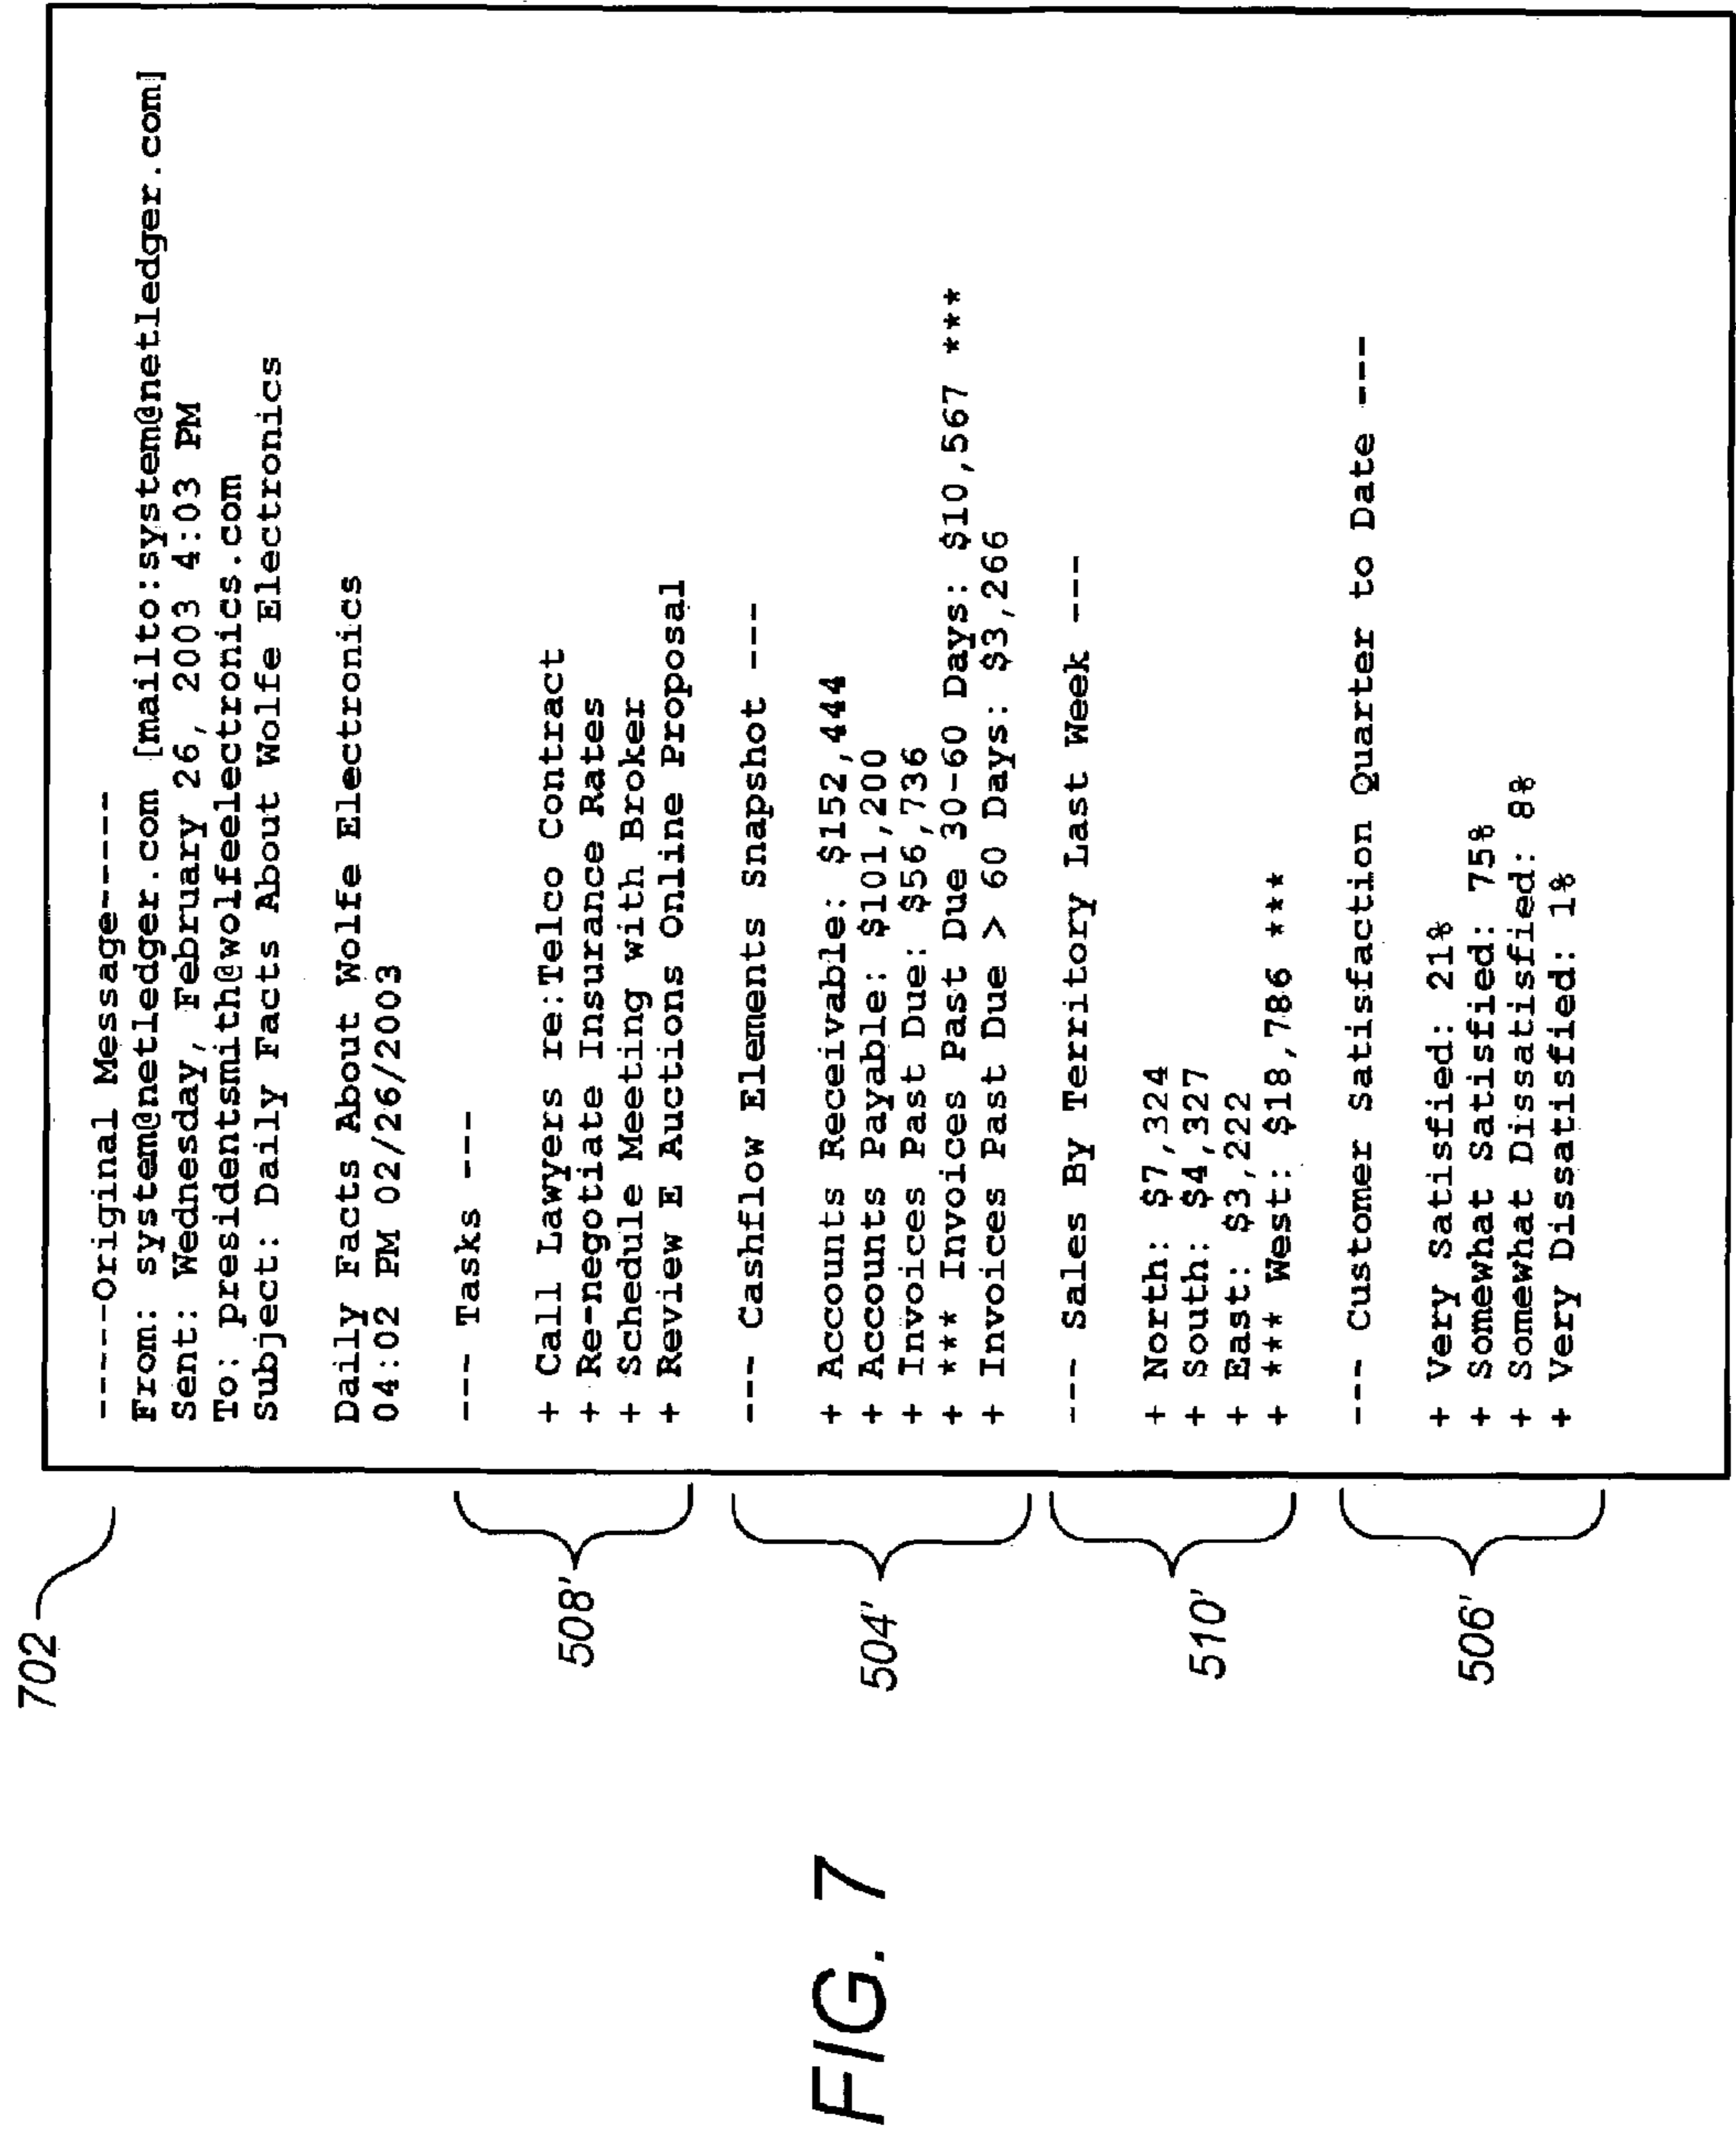 702
-----Original Message-----
From: system@netledger.com [mailto:system@netledger.com]
Sent: Wednesday, February 26, 2003 4:03 PM
To: presidentsmith@wolfeelectronics.com
Subject: Daily Facts About Wolfe Electronics
Daily Facts About Wolfe Electronics
04:02 PM 02/26/2003
508'
--- Tasks ---
+ Call Lawyers re:Telco Contract
+ Re-negotiate Insurance Rates
+ Schedule Meeting with Broker
+ Review E Auctions Online Proposal
504'
--- Cashflow Elements Snapshot ---
+ Accounts Receivable: $152,444
+ Accounts Payable: $101,200
+ Invoices Past Due: $56,736
+ *** Invoices Past Due 30-60 Days: $10,567 ***
+ Invoices Past Due > 60 Days: $3,266
510'
--- Sales By Territory Last Week ---
+ North: $7,324
+ South: $4,327
+ East: $3,222
+ *** West: $18,786 ***
506'
--- Customer Satisfaction Quarter to Date ---
+ Very Satisfied: 21%
+ Somewhat Satisfied: 75%
+ Somewhat Dissatisfied: 8%
+ Very Dissatisfied: 1%
FIG. 7